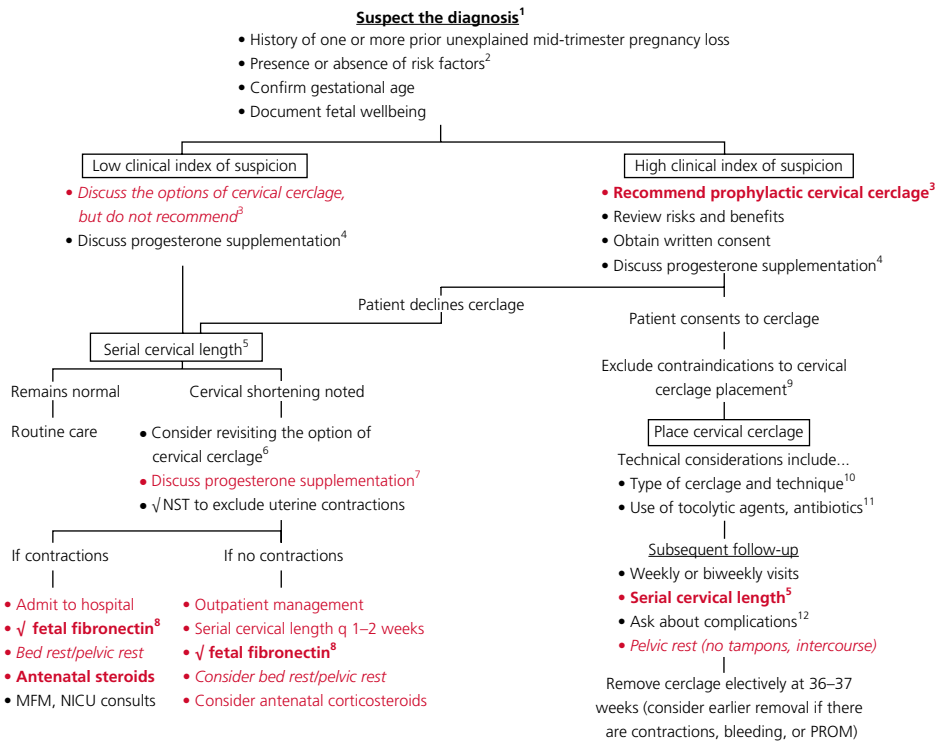 Suspect the diagnosis1
• History of one or more prior unexplained mid-trimester pregnancy loss
• Presence or absence of risk factors2
• Confirm gestational age
• Document fetal wellbeing
Low clinical index of suspicion
• Discuss the options of cervical cerclage,
but do not recommend3
• Discuss progesterone supplementation4
High clinical index of suspicion
• Recommend prophylactic cervical cerclage3
• Review risks and benefits
• Obtain written consent
• Discuss progesterone supplementation4
Patient declines cerclage
Patient consents to cerclage
Serial cervical length5
Remains normal
Routine care
Cervical shortening noted
• Consider revisiting the option of
cervical cerclage6
• Discuss progesterone supplementation7
• √ NST to exclude uterine contractions
If contractions
• Admit to hospital
• √ fetal fibronectin8
• Bed rest/pelvic rest
• Antenatal steroids
• MFM, NICU consults
If no contractions
• Outpatient management
• Serial cervical length q 1–2 weeks
• √ fetal fibronectin8
• Consider bed rest/pelvic rest
• Consider antenatal corticosteroids
Exclude contraindications to cervical
cerclage placement9
Place cervical cerclage
Technical considerations include...
• Type of cerclage and technique10
• Use of tocolytic agents, antibiotics11
Subsequent follow-up
• Weekly or biweekly visits
• Serial cervical length5
• Ask about complications12
• Pelvic rest (no tampons, intercourse)
Remove cerclage electively at 36–37
weeks (consider earlier removal if there
are contractions, bleeding, or PROM)